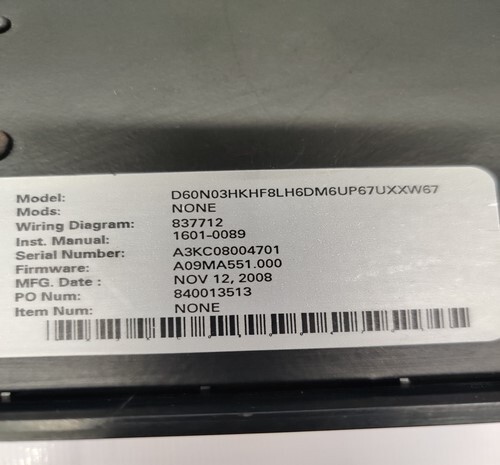 Model: D60N03HKHF8LH6DM6UP67UXXW67
Mods: NONE
Wiring Diagram: 837712
Inst. Manual: 1601-0089
Serial Number: A3KC08004701
Firmware: A09MA551.000
MFG. Date : NOV 12, 2008
PO Num: 840013513
Item Num: NONE